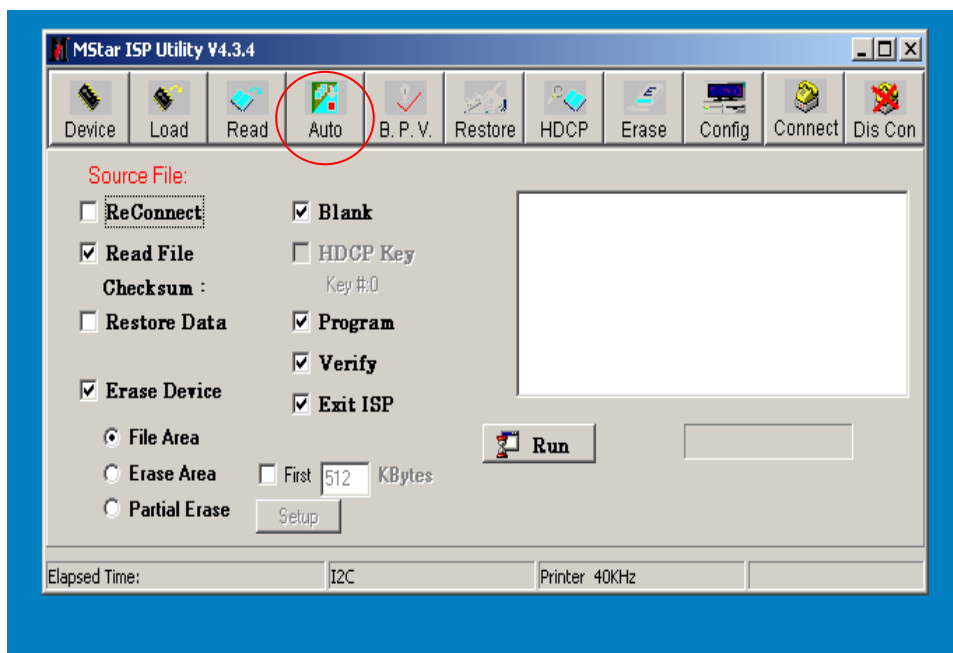 MStar ISP Utility V4.3.4
Device Load Read Auto B. P. V. Restore HDCP Erase Config Connect Dis Con
Source File:
ReConnect Blank
Read File HDCP Key
Checksum : Key #:0
Restore Data Program
Verify
Erase Device Exit ISP
File Area Run
Erase Area First 512 KBytes
Partial Erase Setup
Elapsed Time: I2C Printer 40KHz